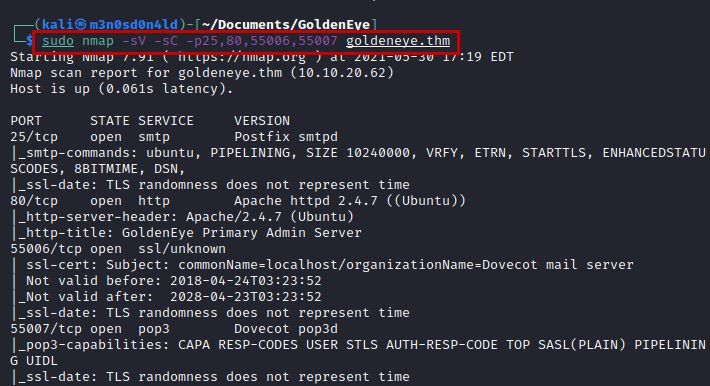 ┌──(kali㉿m3n0sd0n4ld)-[~/Documents/GoldenEye]
└─$ sudo nmap -sV -sC -p25,80,55006,55007 goldeneye.thm
Starting Nmap 7.91 ( https://nmap.org ) at 2021-05-30 17:19 EDT
Nmap scan report for goldeneye.thm (10.10.20.62)
Host is up (0.061s latency).

PORT      STATE SERVICE     VERSION
25/tcp    open  smtp        Postfix smtpd
|_smtp-commands: ubuntu, PIPELINING, SIZE 10240000, VRFY, ETRN, STARTTLS, ENHANCEDSTATU
SCODES, 8BITMIME, DSN,
|_ssl-date: TLS randomness does not represent time
80/tcp    open  http        Apache httpd 2.4.7 ((Ubuntu))
|_http-server-header: Apache/2.4.7 (Ubuntu)
|_http-title: GoldenEye Primary Admin Server
55006/tcp open  ssl/unknown
| ssl-cert: Subject: commonName=localhost/organizationName=Dovecot mail server
| Not valid before: 2018-04-24T03:23:52
|_Not valid after:  2028-04-23T03:23:52
|_ssl-date: TLS randomness does not represent time
55007/tcp open  pop3        Dovecot pop3d
|_pop3-capabilities: CAPA RESP-CODES USER STLS AUTH-RESP-CODE TOP SASL(PLAIN) PIPELININ
G UIDL
|_ssl-date: TLS randomness does not represent time